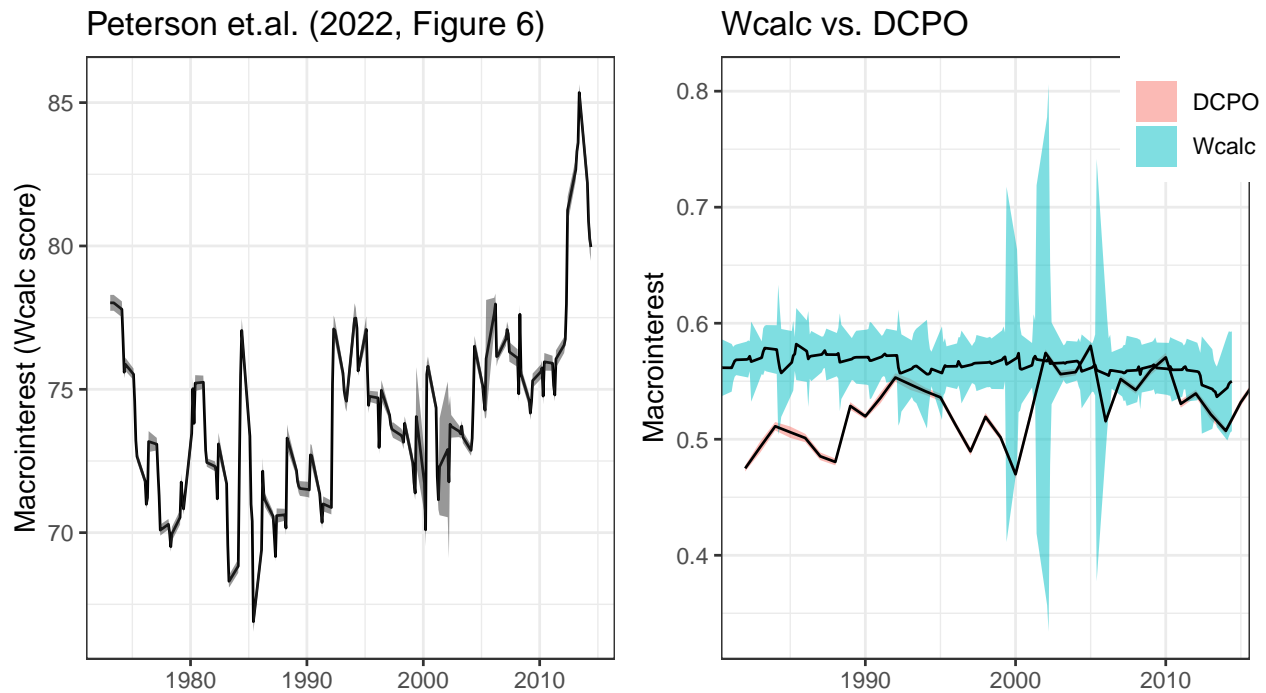 Peterson et.al. (2022, Figure 6)
Macrointerest (Wcalc score)
85
80
75
70
1980
1990
2000
2010
Wcalc vs. DCPO
Macrointerest
0.8
0.7
0.6
0.5
0.4
1990
2000
2010
DCPO
Wcalc